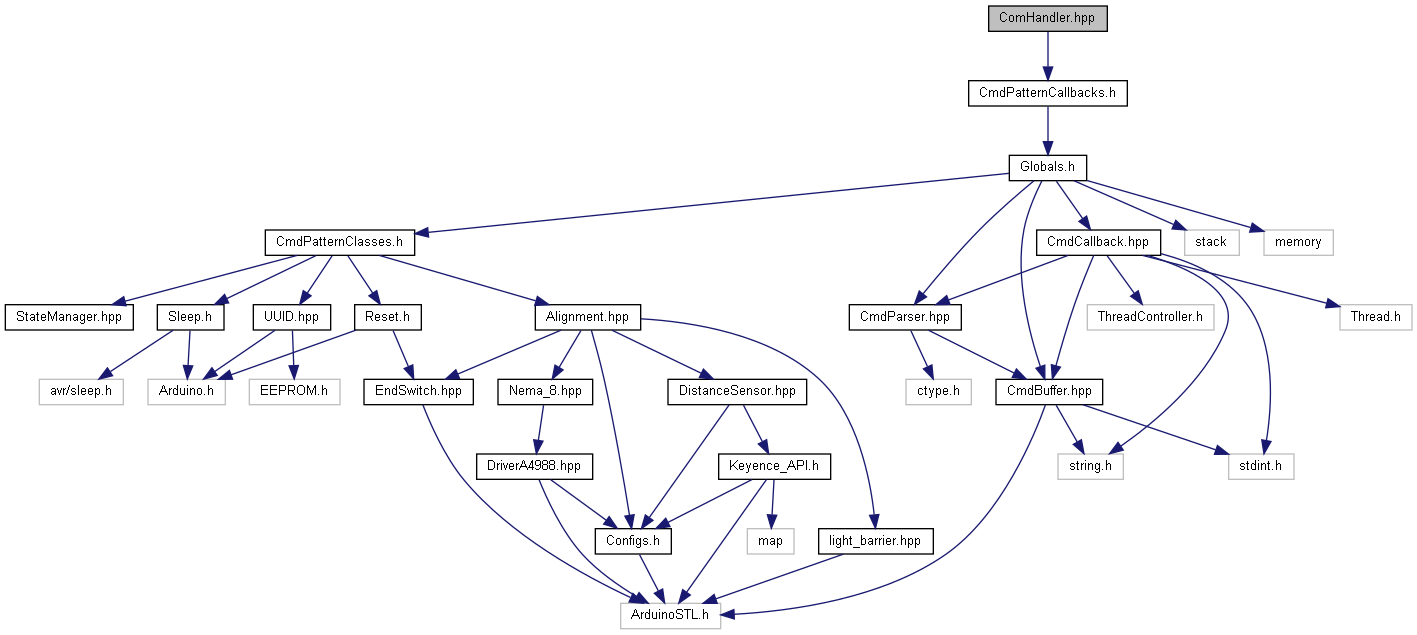 ComHandler.hpp
CmdPatternCallbacks.h
Globals.h
CmdPatternClasses.h
CmdCallback.hpp
stack
memory
StateManager.hpp
Sleep.h
UUID.hpp
Reset.h
Alignment.hpp
CmdParser.hpp
ThreadController.h
Thread.h
avr/sleep.h
Arduino.h
EEPROM.h
EndSwitch.hpp
Nema_8.hpp
DistanceSensor.hpp
ctype.h
CmdBuffer.hpp
DriverA4988.hpp
Keyence_API.h
string.h
stdint.h
Configs.h
map
light_barrier.hpp
ArduinoSTL.h